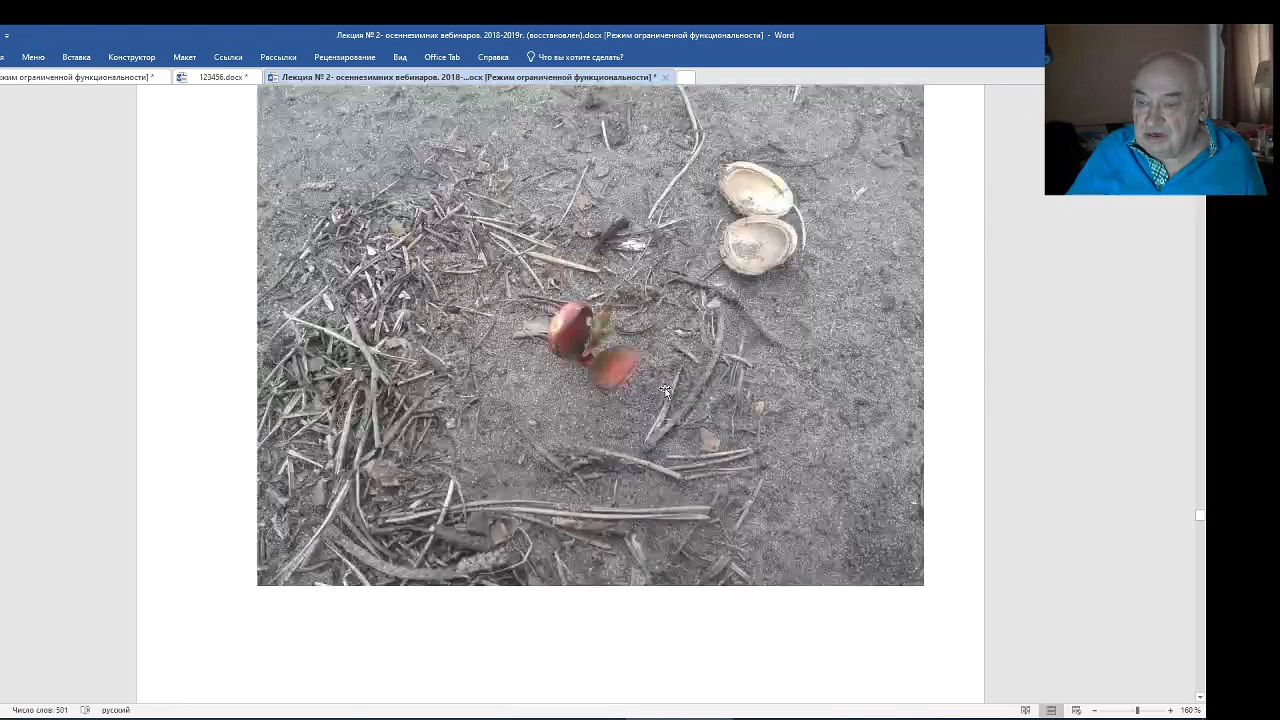 Лекция № 2- осеннезимних вебинаров. 2018-2019г. (восстановлен).docx [Режим ограниченной функциональности] - Word
я Меню Вставка Конструктор Макет Ссылки Рассылки Рецензирование Вид Office Tab Справка Что вы хотите сделать?
жим ограниченной функциональности] * 123456.docx * Лекция № 2- осеннезимних вебинаров. 2018-...оcx [Режим ограниченной функциональности] *
Число слов: 501 русский 160 %